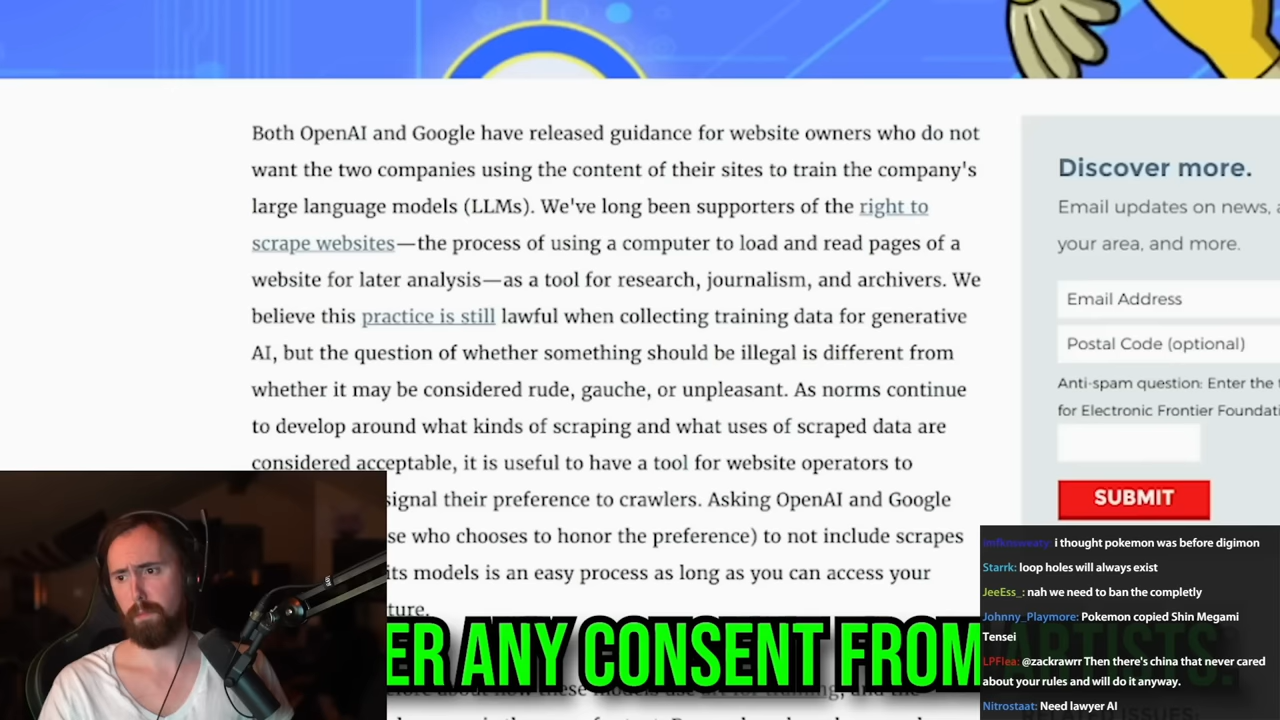 Both OpenAI and Google have released guidance for website owners who do not
want the two companies using the content of their sites to train the company's
large language models (LLMs). We've long been supporters of the right to
scrape websites—the process of using a computer to load and read pages of a
website for later analysis—as a tool for research, journalism, and archivers. We
believe this practice is still lawful when collecting training data for generative
AI, but the question of whether something should be illegal is different from
whether it may be considered rude, gauche, or unpleasant. As norms continue
to develop around what kinds of scraping and what uses of scraped data are
considered acceptable, it is useful to have a tool for website operators to
signal their preference to crawlers. Asking OpenAI and Google
se who chooses to honor the preference) to not include scrapes
its models is an easy process as long as you can access your
ture.
Discover more.
Email updates on news, a
your area, and more.
Email Address
Postal Code (optional)
Anti-spam question: Enter the t
for Electronic Frontier Foundati
SUBMIT
ER ANY CONSENT FROM ARTISTS.
about how these models use art for training, and the
i thought pokemon was before digimon
Starrk: loop holes will always exist
JeeEss_: nah we need to ban the completly
Johnny_Playmore: Pokemon copied Shin Megami
Tensei
LPFlea: @zackrawrr Then there's china that never cared
about your rules and will do it anyway.
Nitrostaat: Need lawyer AI